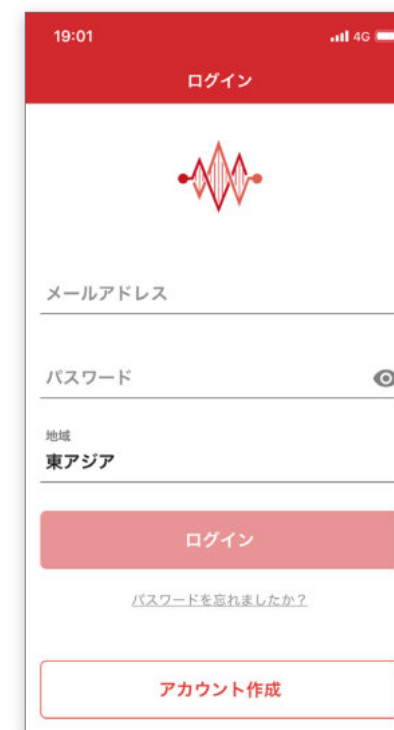 19:01 4G
ログイン
メールアドレス
パスワード
地域
東アジア
ログイン
パスワードを忘れましたか？
アカウント作成